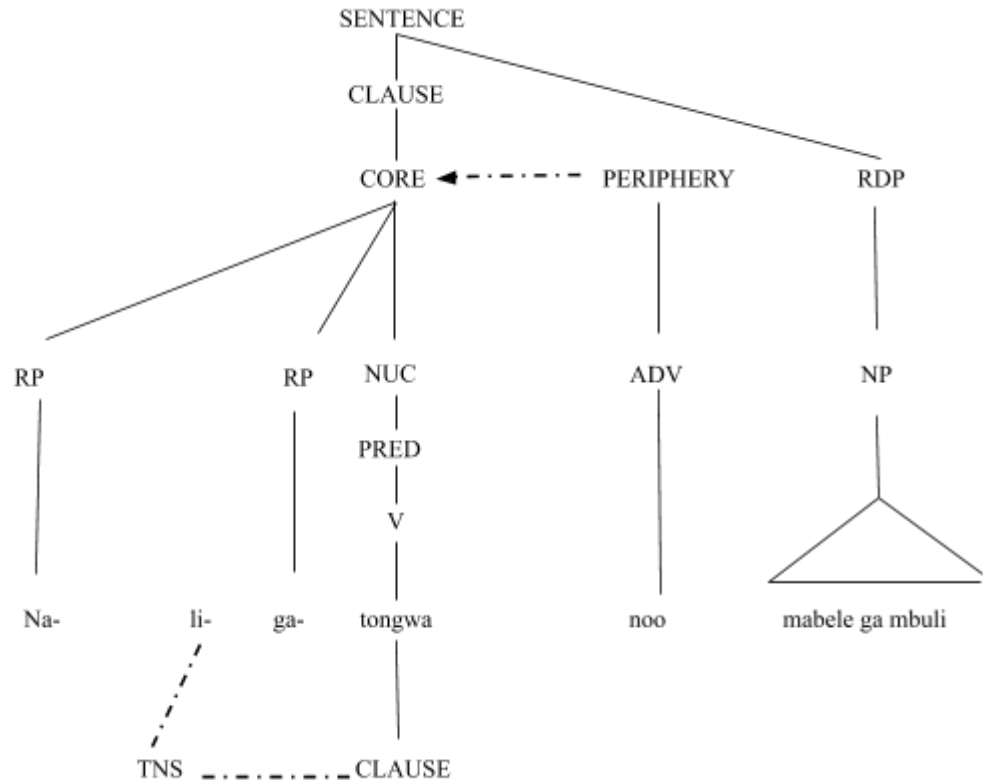 SENTENCE
CLAUSE
CORE PERIPHERY RDP
RP RP NUC ADV NP
PRED
V
Na- li- ga- tongwa noo mabele ga mbuli
TNS CLAUSE